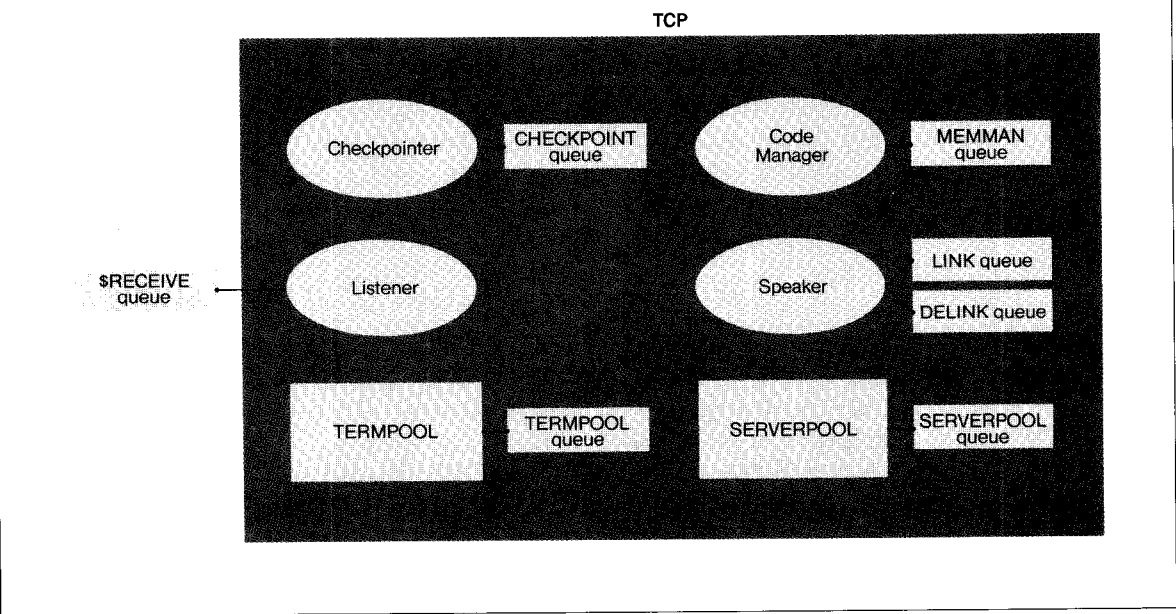 TCP
Checkpointer
CHECKPOINT
queue
Code
Manager
MEMMAN
queue
$RECEIVE
queue
Listener
Speaker
LINK queue
DELINK queue
TERMPOOL
TERMPOOL
queue
SERVERPOOL
SERVERPOOL
queue